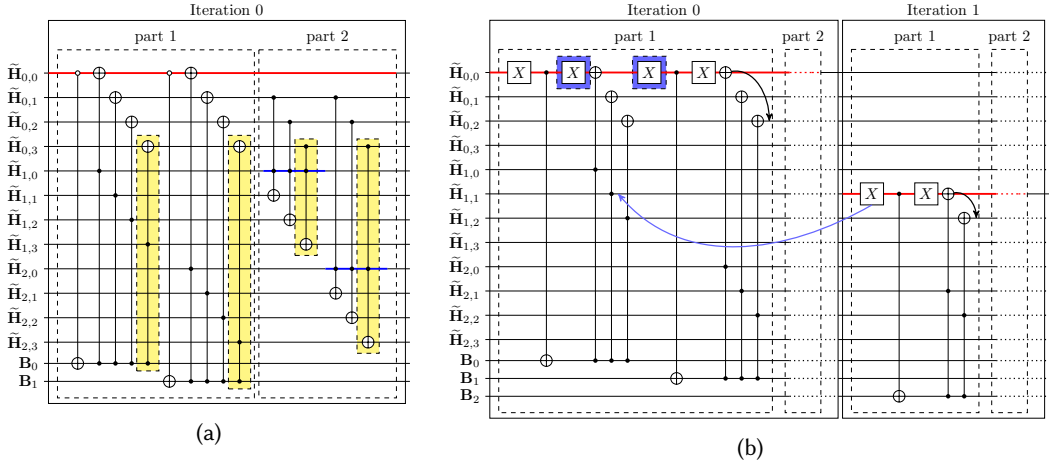 Iteration 0
part 1 part 2
H̃₀,₀
H̃₀,₁
H̃₀,₂
H̃₀,₃
H̃₁,₀
H̃₁,₁
H̃₁,₂
H̃₁,₃
H̃₂,₀
H̃₂,₁
H̃₂,₂
H̃₂,₃
B₀
B₁
(a)
Iteration 0 Iteration 1
part 1 part 2 part 1 part 2
H̃₀,₀ X X X X
H̃₀,₁
H̃₀,₂
H̃₀,₃
H̃₁,₀
H̃₁,₁ X X
H̃₁,₂
H̃₁,₃
H̃₂,₀
H̃₂,₁
H̃₂,₂
H̃₂,₃
B₀
B₁
B₂
(b)